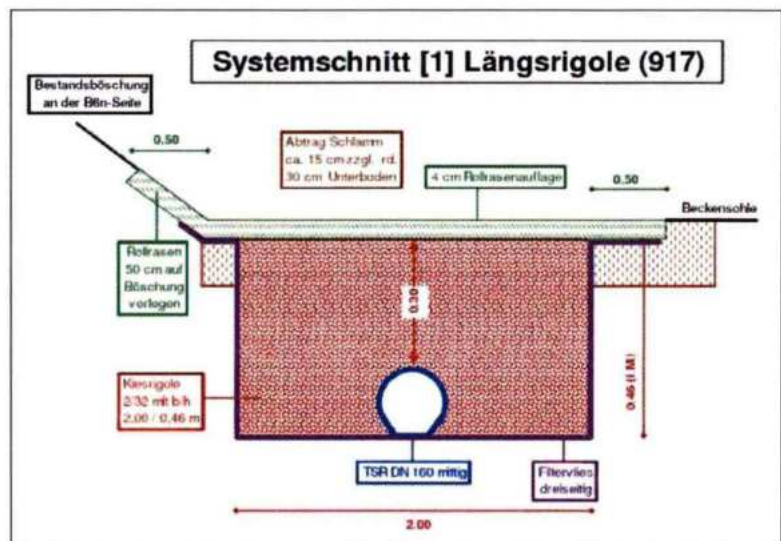 Systemschnitt [1] Längsrigole (917)
Bestandsböschung
an der B6n-Seite
0.50
Abtrag Schlamm
ca. 15 cm zzgl. rd.
30 cm Unterboden
4 cm Rollrasenauflage
0.50
Beckensohle
Rollrasen
50 cm auf
Böschung
verlegen
0.30
0.46 (i.M.)
Kiesrigole
2/32 mit b/h
2.00 / 0,46 m
TSR DN 160 mittig
Filtervlies
dreiseitig
2.00